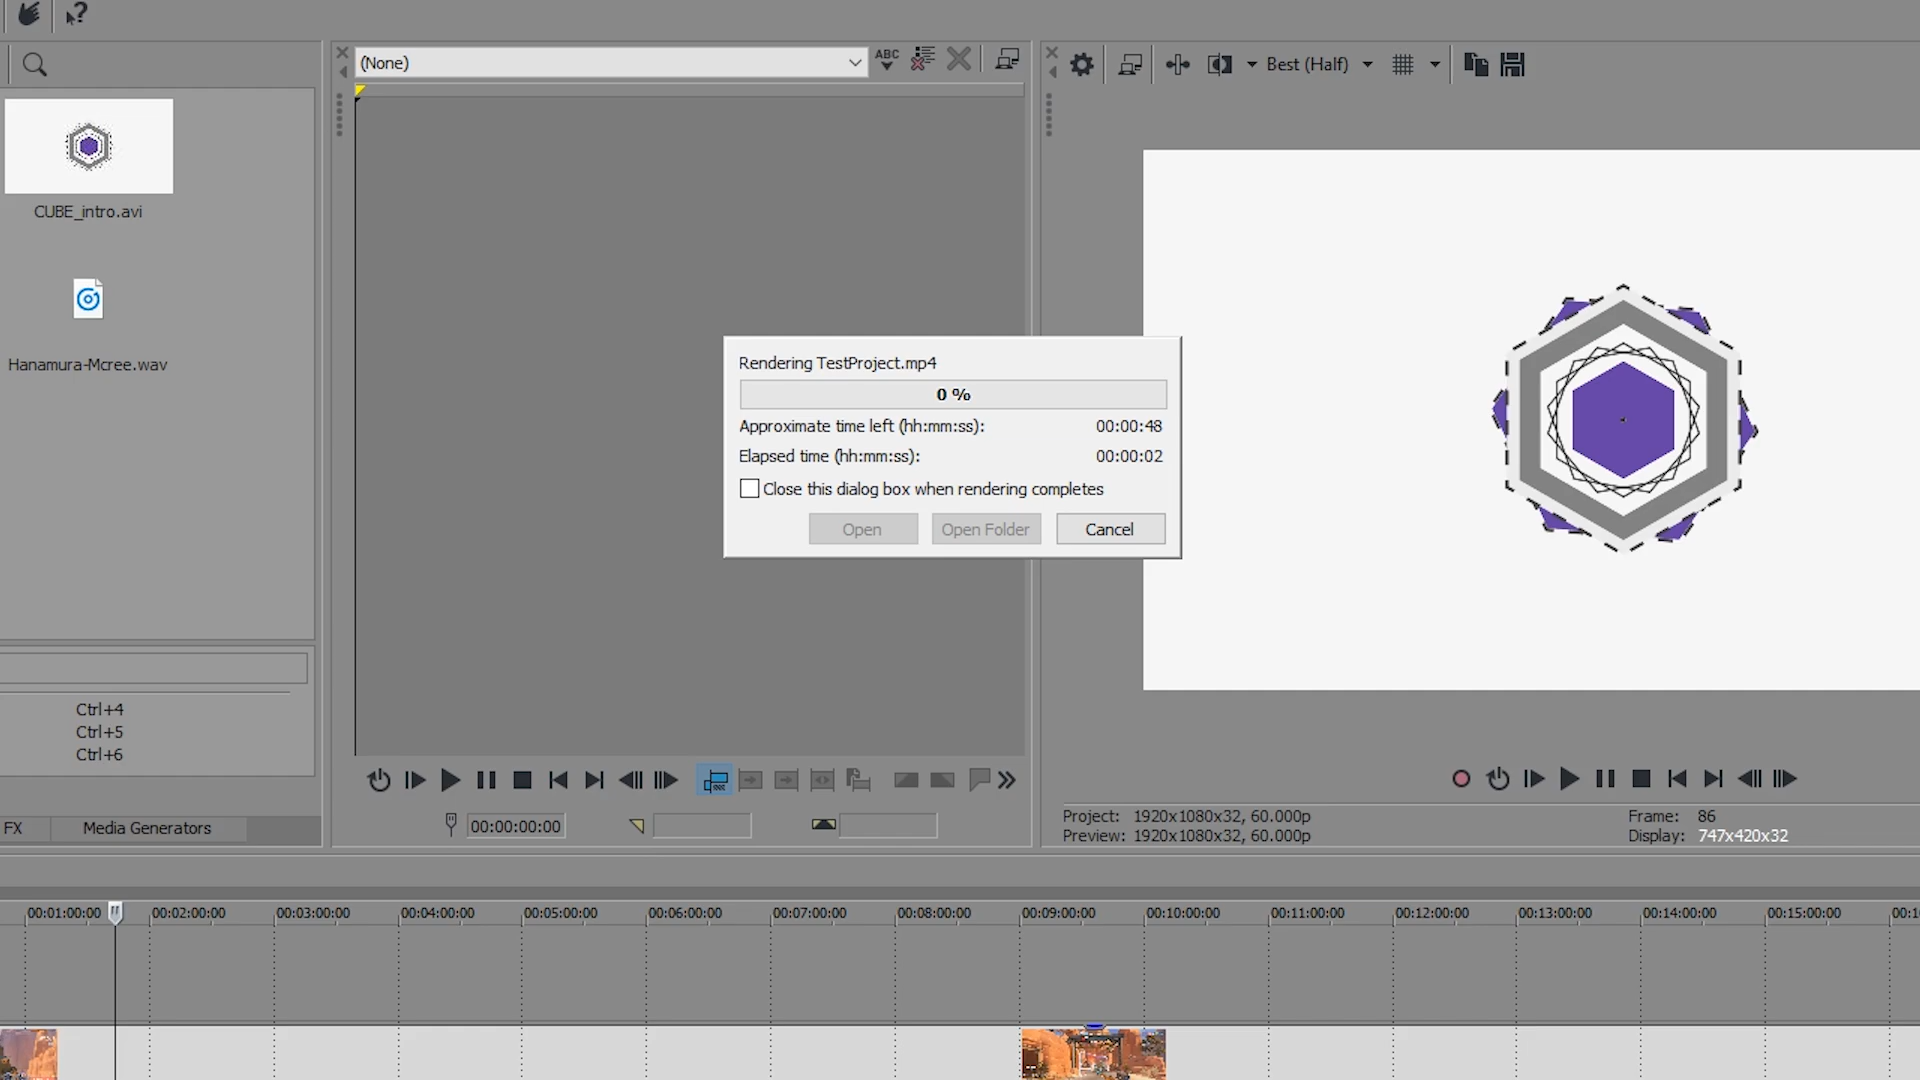 (None)
ABC
Best (Half)
CUBE_intro.avi
Hanamura-Mcree.wav
Rendering TestProject.mp4
0 %
Approximate time left (hh:mm:ss): 00:00:48
Elapsed time (hh:mm:ss): 00:00:02
Close this dialog box when rendering completes
Open Open Folder Cancel
Ctrl+4
Ctrl+5
Ctrl+6
FX Media Generators
00:00:00:00
Project: 1920x1080x32, 60.000p
Preview: 1920x1080x32, 60.000p
Frame: 86
Display: 747x420x32
00:01:00:00 00:02:00:00 00:03:00:00 00:04:00:00 00:05:00:00 00:06:00:00 00:07:00:00 00:08:00:00 00:09:00:00 00:10:00:00 00:11:00:00 00:12:00:00 00:13:00:00 00:14:00:00 00:15:00:00